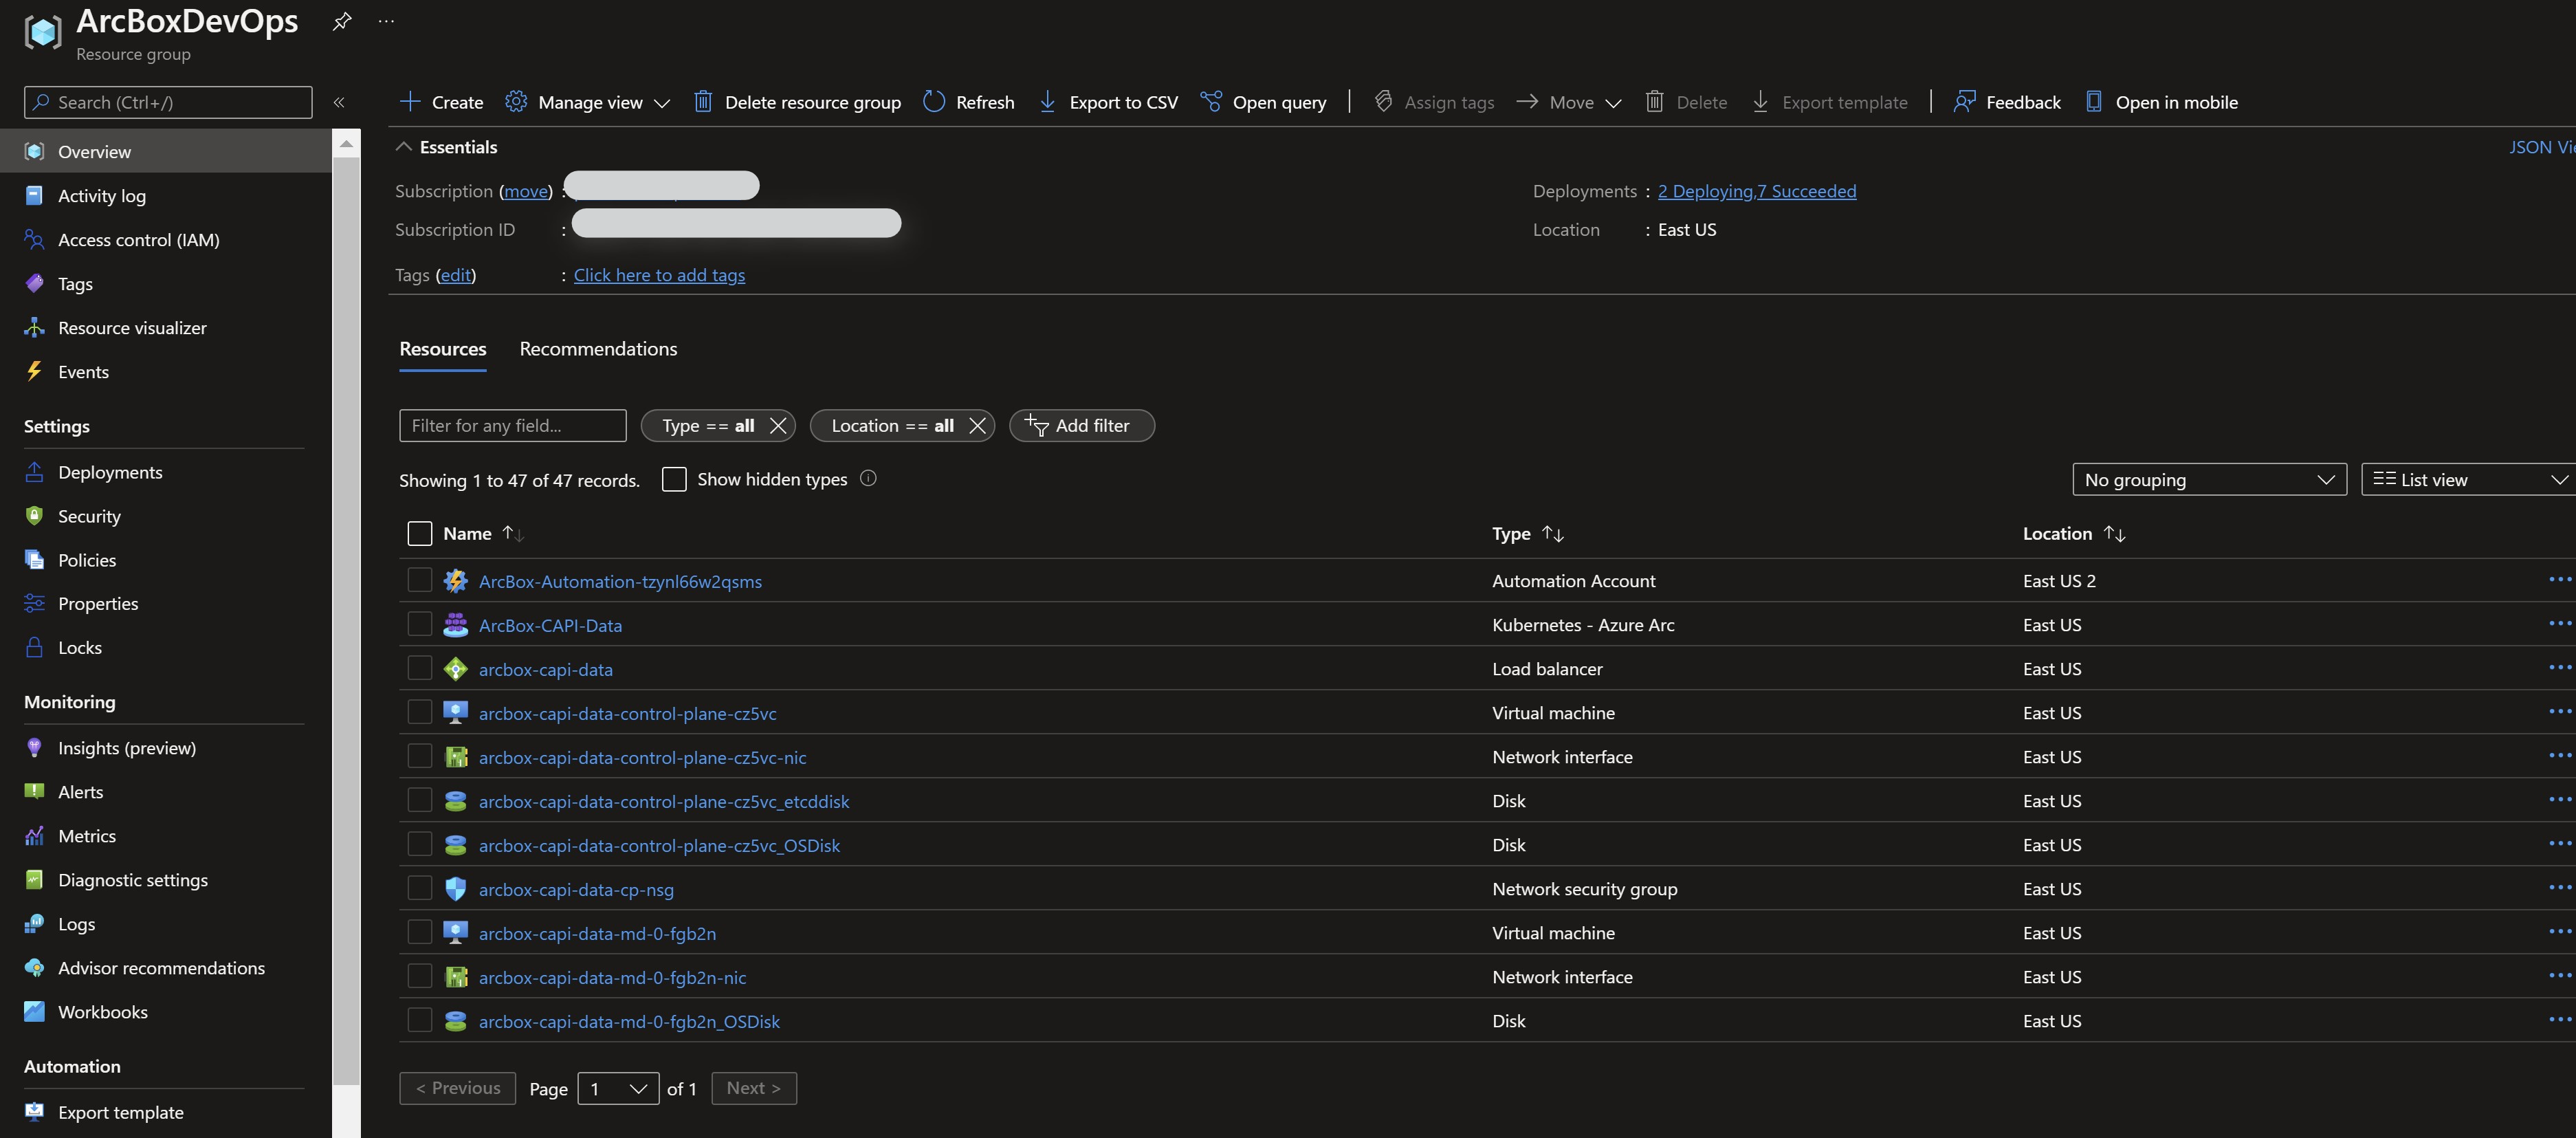 ArcBoxDevOps
Resource group
Search (Ctrl+/)
Overview
Activity log
Access control (IAM)
Tags
Resource visualizer
Events
Settings
Deployments
Security
Policies
Properties
Locks
Monitoring
Insights (preview)
Alerts
Metrics
Diagnostic settings
Logs
Advisor recommendations
Workbooks
Automation
Export template
Create Manage view Delete resource group Refresh Export to CSV Open query Assign tags Move Delete Export template Feedback Open in mobile
Essentials JSON Vi
Subscription (move) : Deployments : 2 Deploying,7 Succeeded
Subscription ID : Location : East US
Tags (edit) : Click here to add tags
Resources Recommendations
Filter for any field... Type == all Location == all Add filter
Showing 1 to 47 of 47 records. Show hidden types No grouping List view
Name Type Location
ArcBox-Automation-tzynl66w2qsms Automation Account East US 2
ArcBox-CAPI-Data Kubernetes - Azure Arc East US
arcbox-capi-data Load balancer East US
arcbox-capi-data-control-plane-cz5vc Virtual machine East US
arcbox-capi-data-control-plane-cz5vc-nic Network interface East US
arcbox-capi-data-control-plane-cz5vc_etcddisk Disk East US
arcbox-capi-data-control-plane-cz5vc_OSDisk Disk East US
arcbox-capi-data-cp-nsg Network security group East US
arcbox-capi-data-md-0-fgb2n Virtual machine East US
arcbox-capi-data-md-0-fgb2n-nic Network interface East US
arcbox-capi-data-md-0-fgb2n_OSDisk Disk East US
< Previous Page 1 of 1 Next >